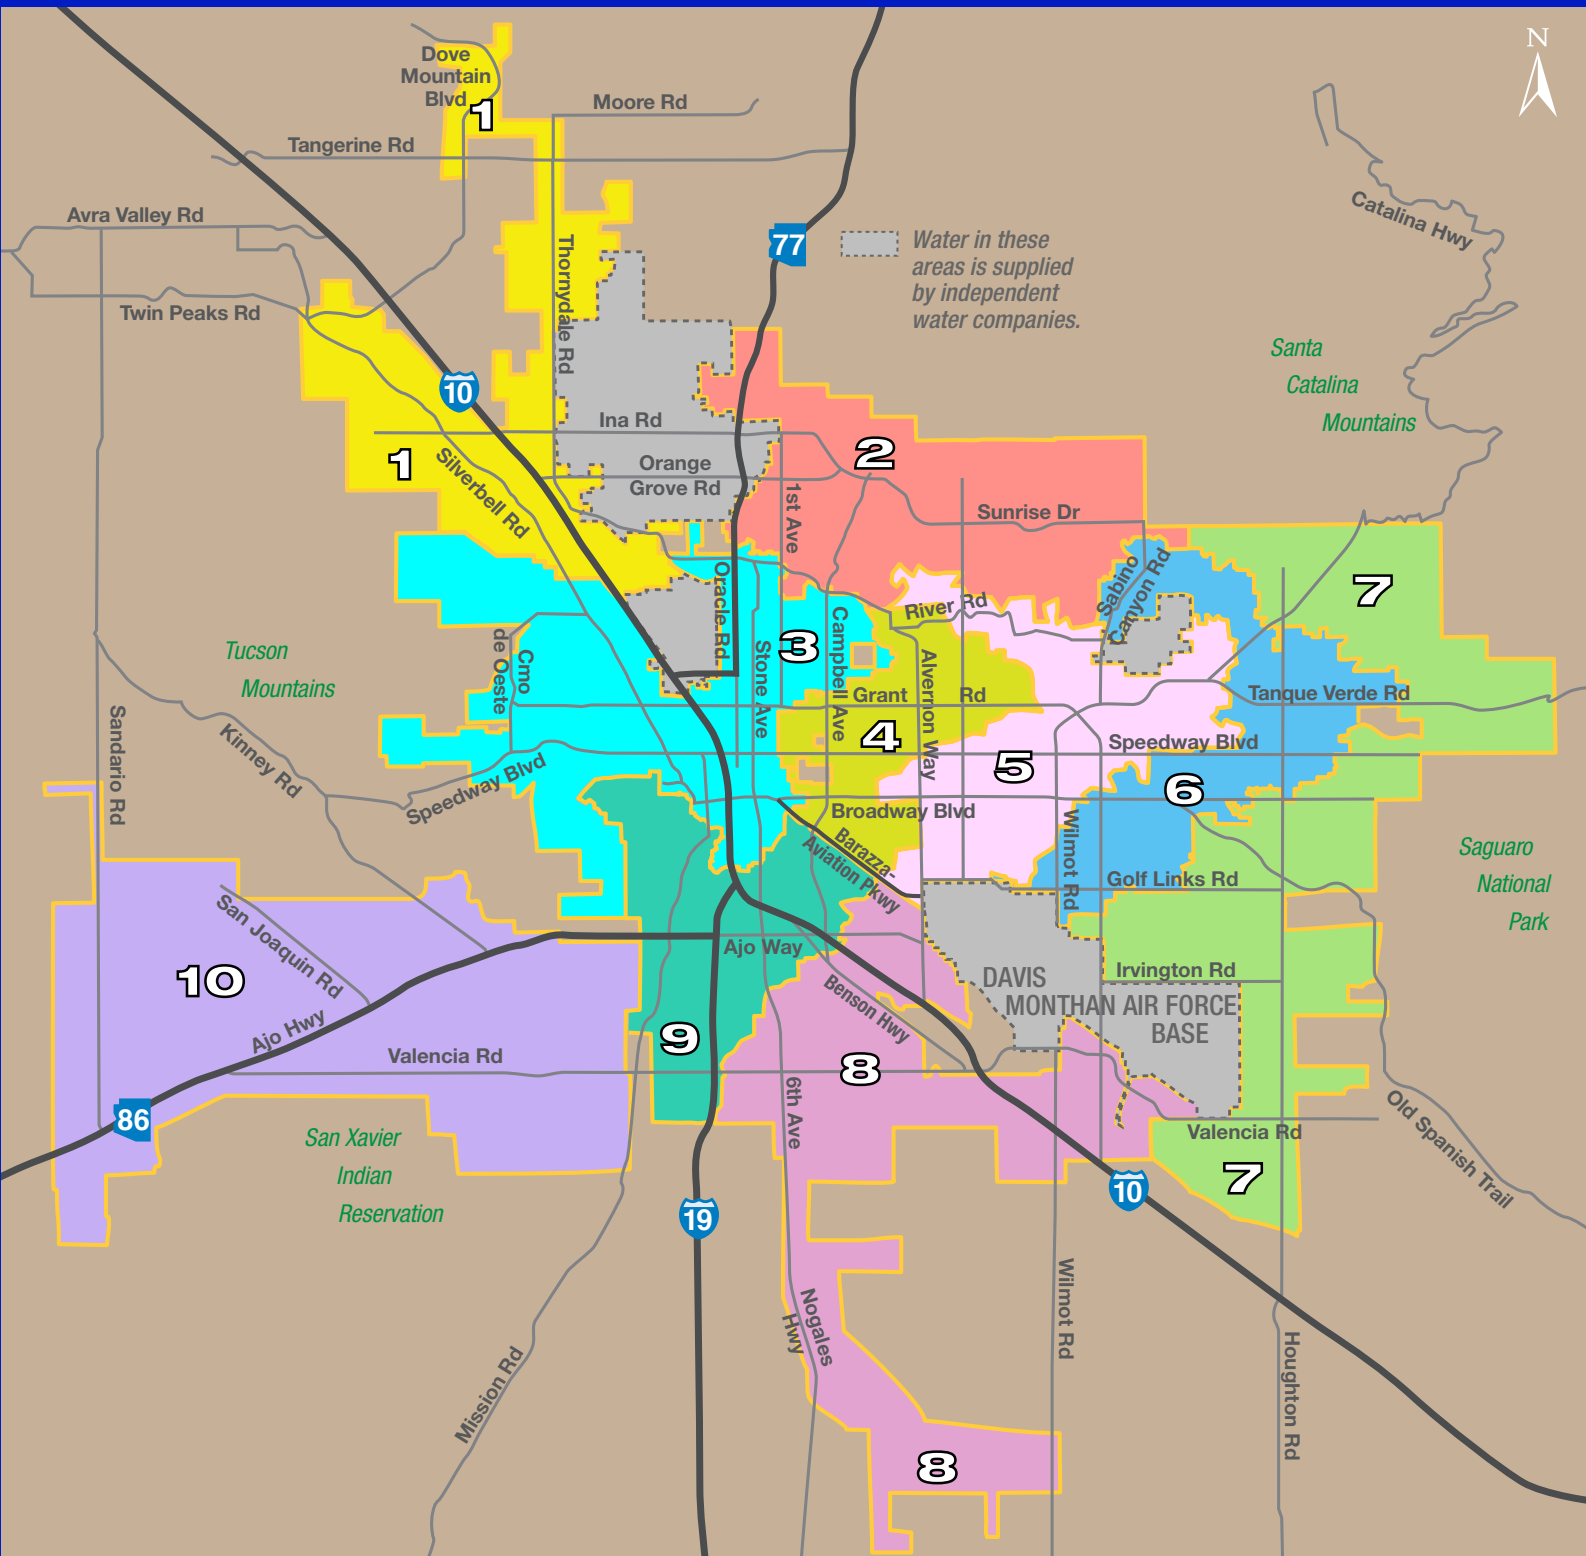 N
Dove
Mountain
Blvd
1
Moore Rd
Tangerine Rd
Avra Valley Rd
Twin Peaks Rd
Thornydale Rd
77
Water in these
areas is supplied
by independent
water companies.
Catalina Hwy
Santa
Catalina
Mountains
10
Ina Rd
Orange
Grove Rd
1
Silverbell Rd
2
1st Ave
Sunrise Dr
Sabino
Canyon Rd
River Rd
7
Oracle Rd
3
Campbell Ave
Stone Ave
Alvernon Way
Tucson
Mountains
Cmo
de Oeste
Grant Rd
Tanque Verde Rd
4
5
Speedway Blvd
6
Sandario Rd
Kinney Rd
Speedway Blvd
Broadway Blvd
Barazza-
Aviation Pkwy
Wilmot Rd
Golf Links Rd
Saguaro
National
Park
San Joaquin Rd
10
Ajo Hwy
Ajo Way
Benson Hwy
DAVIS
MONTHAN AIR FORCE
BASE
Irvington Rd
9
8
Valencia Rd
86
6th Ave
Valencia Rd
Old Spanish Trail
San Xavier
Indian
Reservation
7
10
19
Nogales
Hwy
Wilmot Rd
Houghton Rd
Mission Rd
8